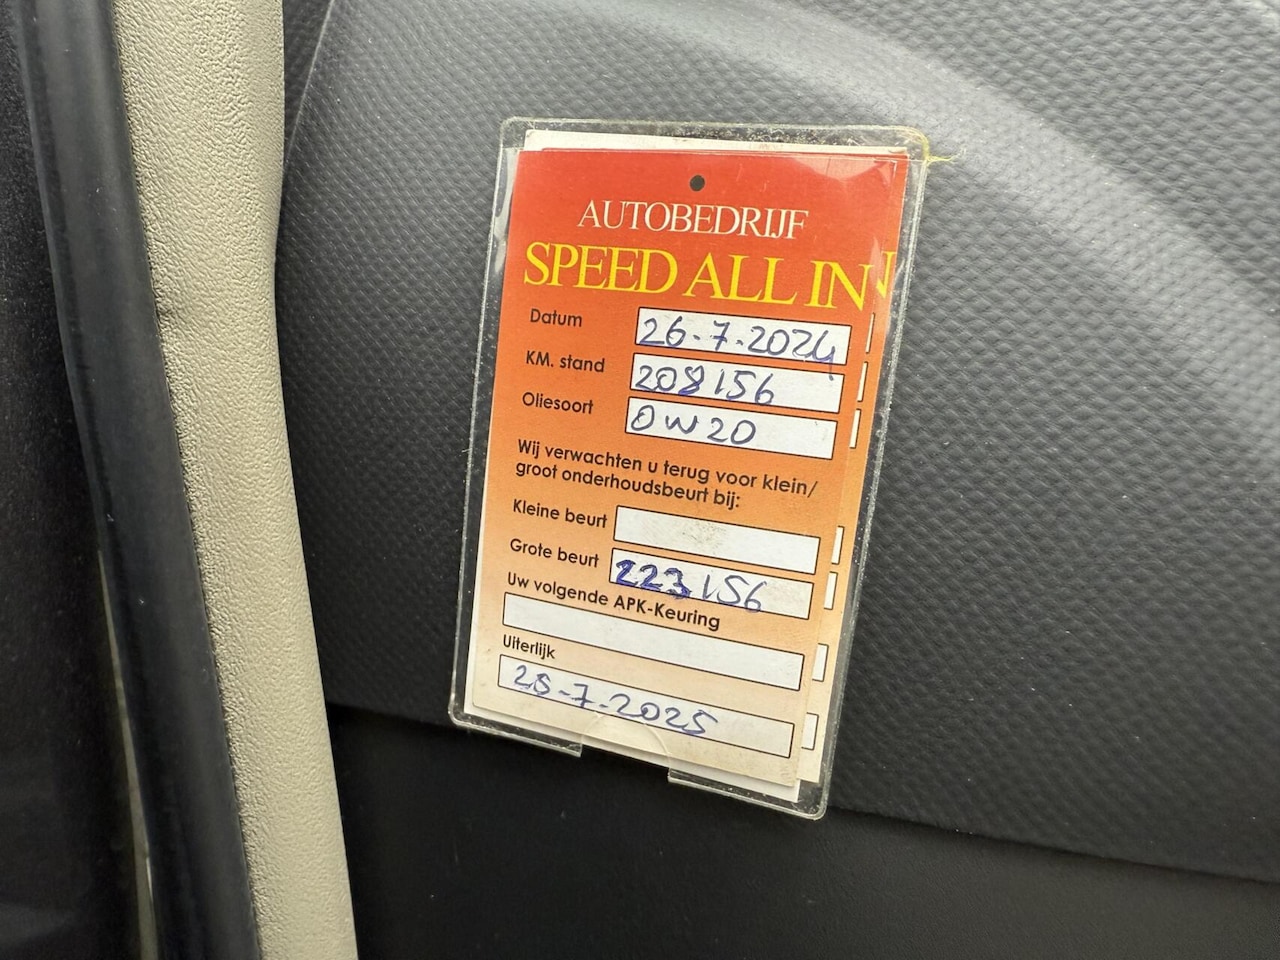 AUTOBEDRIJF
SPEED ALL IN
Datum 26-7-2024
KM. stand 208156
Oliesoort 0W20
Wij verwachten u terug voor klein/
groot onderhoudsbeurt bij:
Kleine beurt
Grote beurt 223156
Uw volgende APK-Keuring
Uiterlijk
25-7-2025